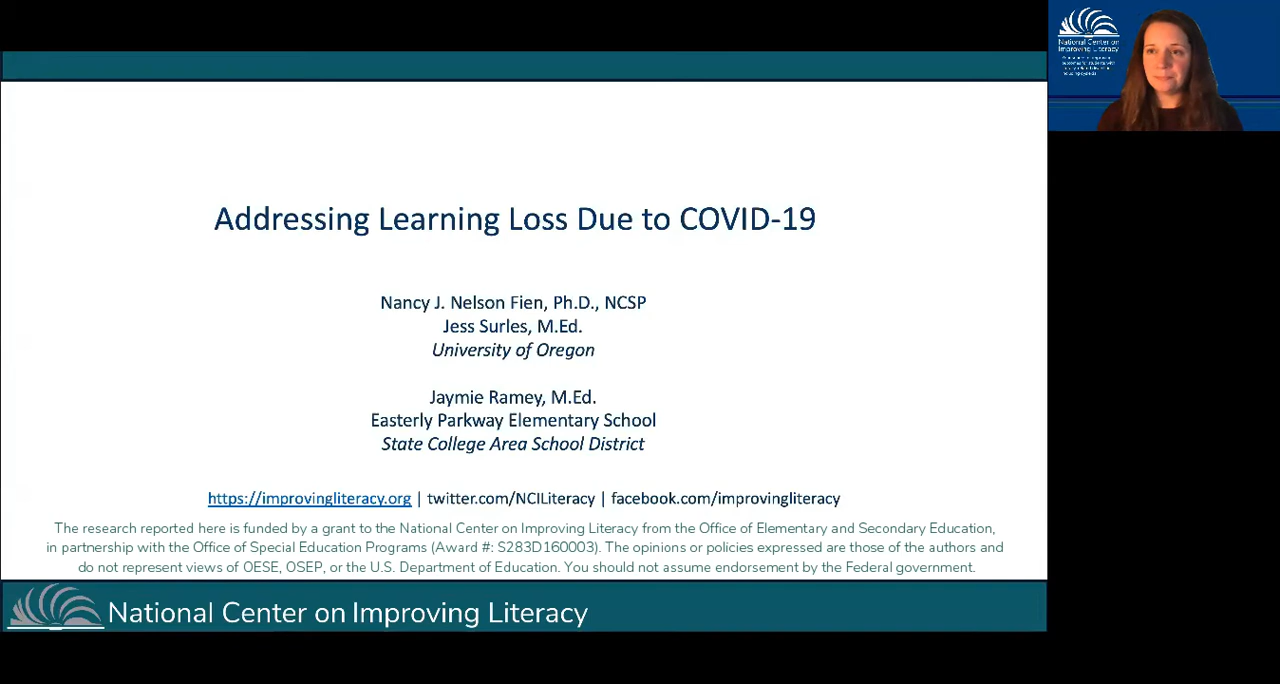 Addressing Learning Loss Due to COVID-19
Nancy J. Nelson Fien, Ph.D., NCSP
Jess Surles, M.Ed.
University of Oregon
Jaymie Ramey, M.Ed.
Easterly Parkway Elementary School
State College Area School District
https://improvingliteracy.org | twitter.com/NCILiteracy | facebook.com/improvingliteracy
The research reported here is funded by a grant to the National Center on Improving Literacy from the Office of Elementary and Secondary Education,
in partnership with the Office of Special Education Programs (Award #: S283D160003). The opinions or policies expressed are those of the authors and
do not represent views of OESE, OSEP, or the U.S. Department of Education. You should not assume endorsement by the Federal government.
National Center on Improving Literacy
National Center on
Improving Literacy